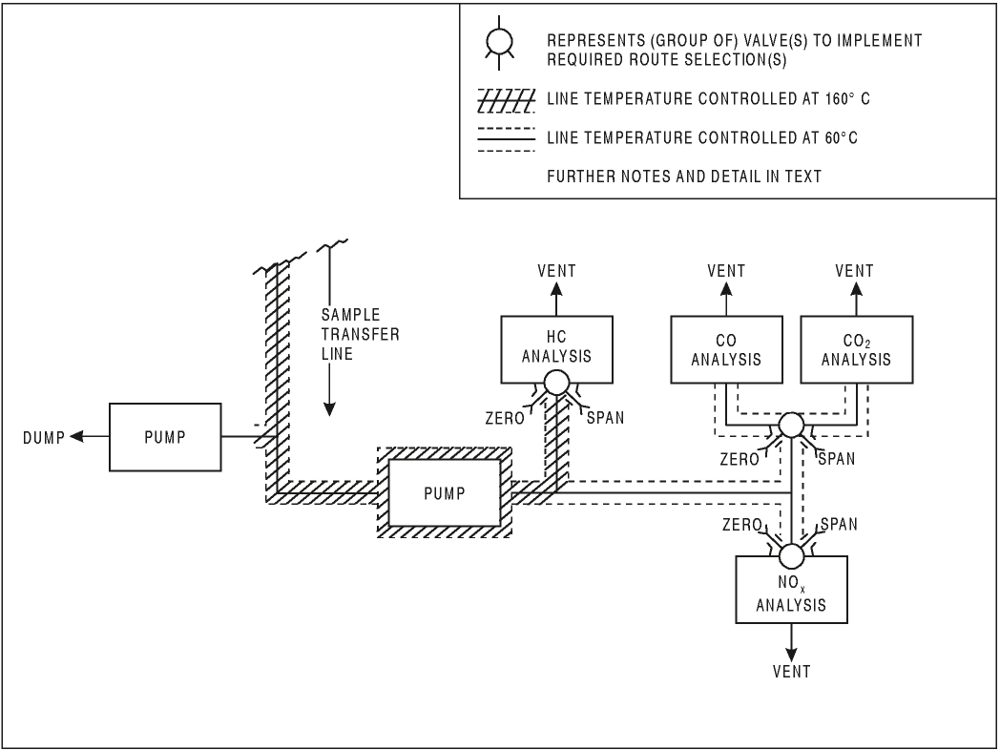 REPRESENTS (GROUP OF) VALVE(S) TO IMPLEMENT
REQUIRED ROUTE SELECTION(S)
LINE TEMPERATURE CONTROLLED AT 160° C
LINE TEMPERATURE CONTROLLED AT 60°C
FURTHER NOTES AND DETAIL IN TEXT
SAMPLE
TRANSFER
LINE
DUMP
PUMP
PUMP
VENT
HC
ANALYSIS
ZERO
SPAN
VENT
CO
ANALYSIS
VENT
CO₂
ANALYSIS
ZERO
SPAN
ZERO
SPAN
NOₓ
ANALYSIS
VENT